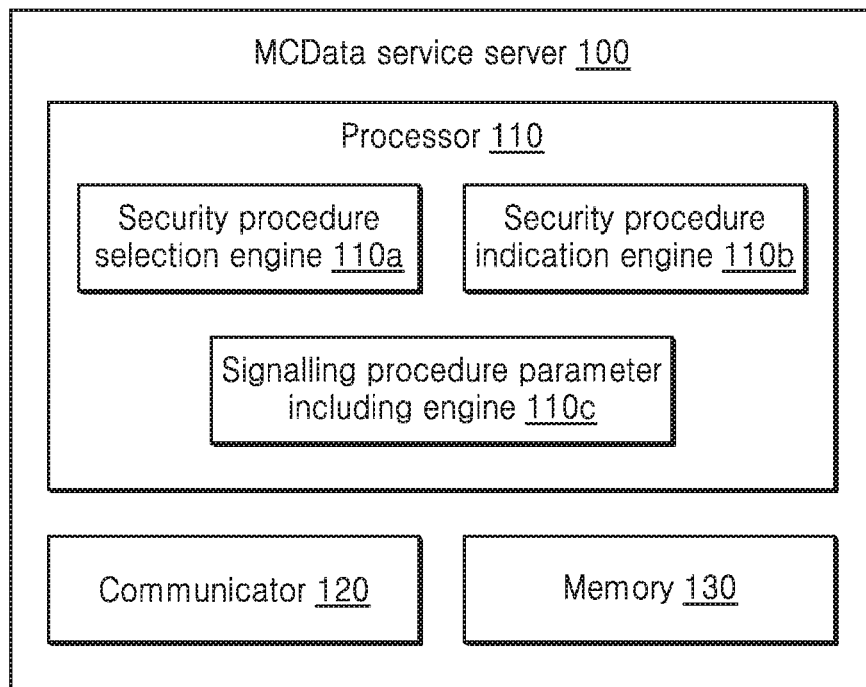 MCData service server 100
Processor 110
Security procedure
selection engine 110a
Security procedure
indication engine 110b
Signalling procedure parameter
including engine 110c
Communicator 120
Memory 130